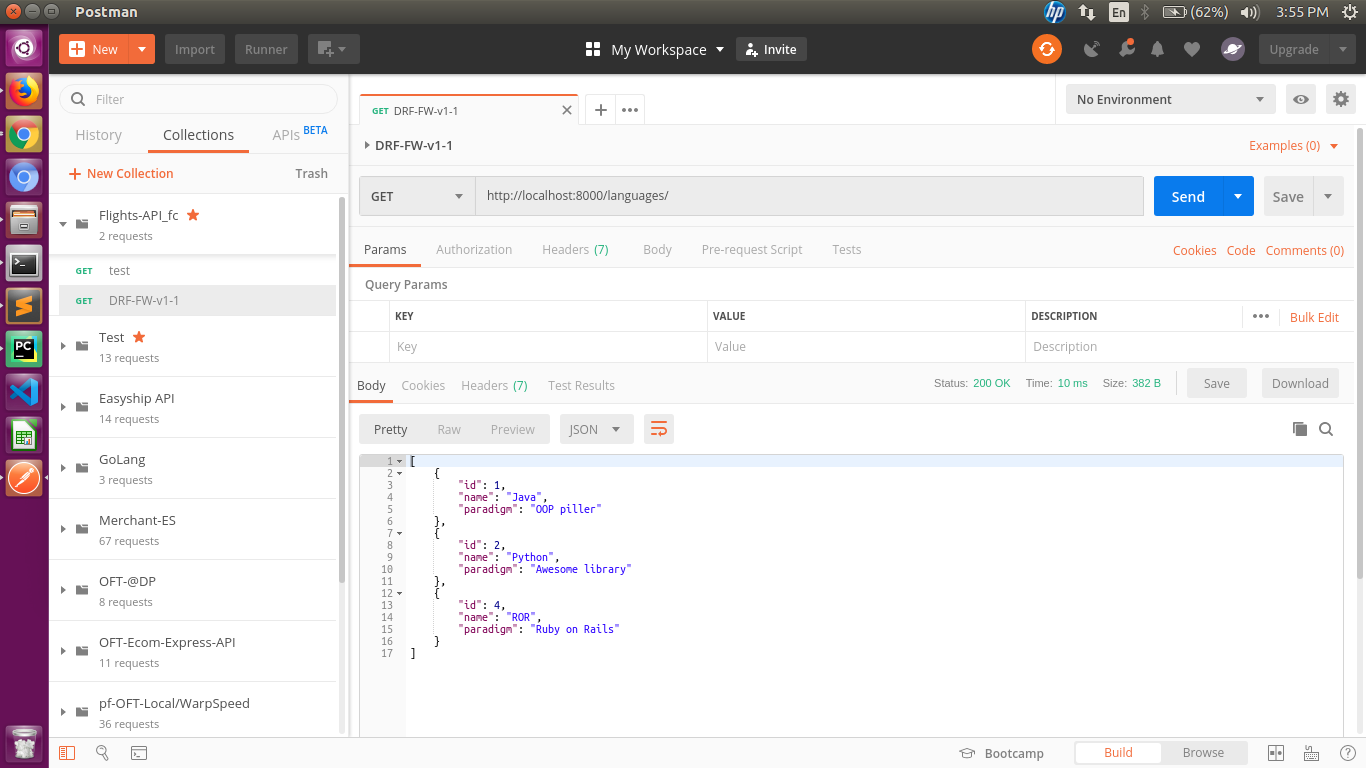 Postman
En
(62%)
3:55 PM
New
Import
Runner
My Workspace
Invite
Upgrade
Filter
History
Collections
APIs BETA
New Collection
Trash
Flights-API_fc
2 requests
GET test
GET DRF-FW-v1-1
Test
13 requests
Easyship API
14 requests
GoLang
3 requests
Merchant-ES
67 requests
OFT-@DP
8 requests
OFT-Ecom-Express-API
11 requests
pf-OFT-Local/WarpSpeed
36 requests
GET DRF-FW-v1-1
No Environment
DRF-FW-v1-1
Examples (0)
GET
http://localhost:8000/languages/
Send
Save
Params
Authorization
Headers (7)
Body
Pre-request Script
Tests
Cookies
Code
Comments (0)
Query Params
KEY
VALUE
DESCRIPTION
Bulk Edit
Key
Value
Description
Body
Cookies
Headers (7)
Test Results
Status: 200 OK
Time: 10 ms
Size: 382 B
Save
Download
Pretty
Raw
Preview
JSON
1 [
2 {
3 "id": 1,
4 "name": "Java",
5 "paradigm": "OOP piller"
6 },
7 {
8 "id": 2,
9 "name": "Python",
10 "paradigm": "Awesome library"
11 },
12 {
13 "id": 4,
14 "name": "ROR",
15 "paradigm": "Ruby on Rails"
16 }
17 ]
Bootcamp
Build
Browse